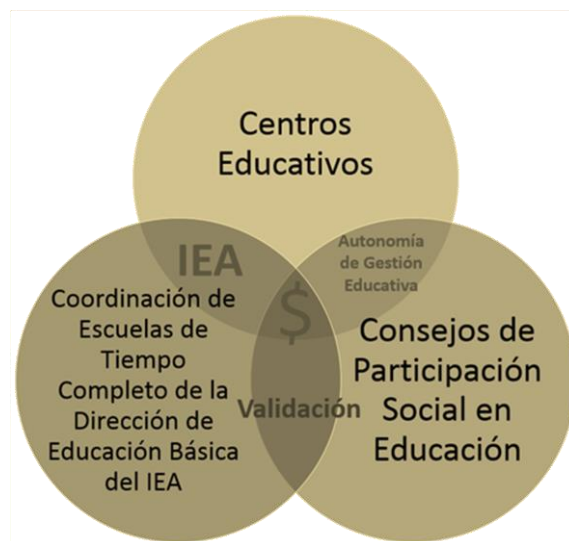 Centros
Educativos
IEA
Autonomía
de Gestión
Educativa
$
Coordinación de
Escuelas de
Tiempo
Completo de la
Dirección de
Educación Básica
del IEA
Validación
Consejos de
Participación
Social en
Educación